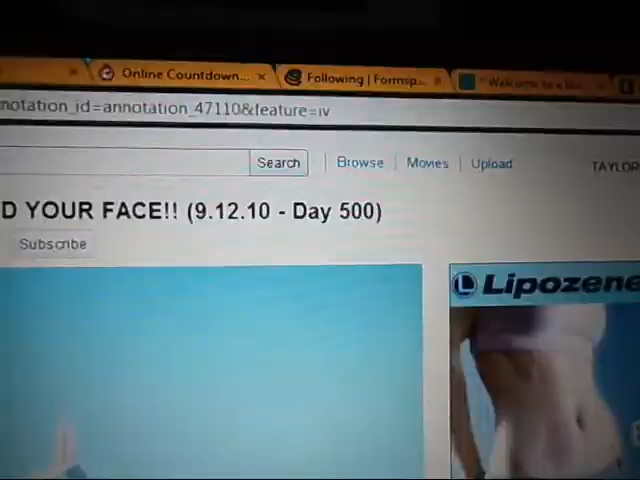 Online Countdown... Following | Formsp...
notation_id=annotation_47110&feature=iv
Search Browse Movies Upload TAYLOR
D YOUR FACE!! (9.12.10 - Day 500)
Subscribe
Lipozene